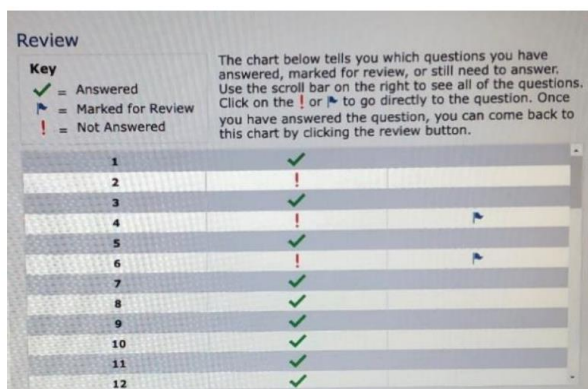 Review
Key
✓ = Answered
⚑ = Marked for Review
! = Not Answered
The chart below tells you which questions you have
answered, marked for review, or still need to answer.
Use the scroll bar on the right to see all of the questions.
Click on the ! or ⚑ to go directly to the question. Once
you have answered the question, you can come back to
this chart by clicking the review button.
1 ✓
2 !
3 ✓
4 ! ⚑
5 ✓
6 ! ⚑
7 ✓
8 ✓
9 ✓
10 ✓
11 ✓
12 ✓